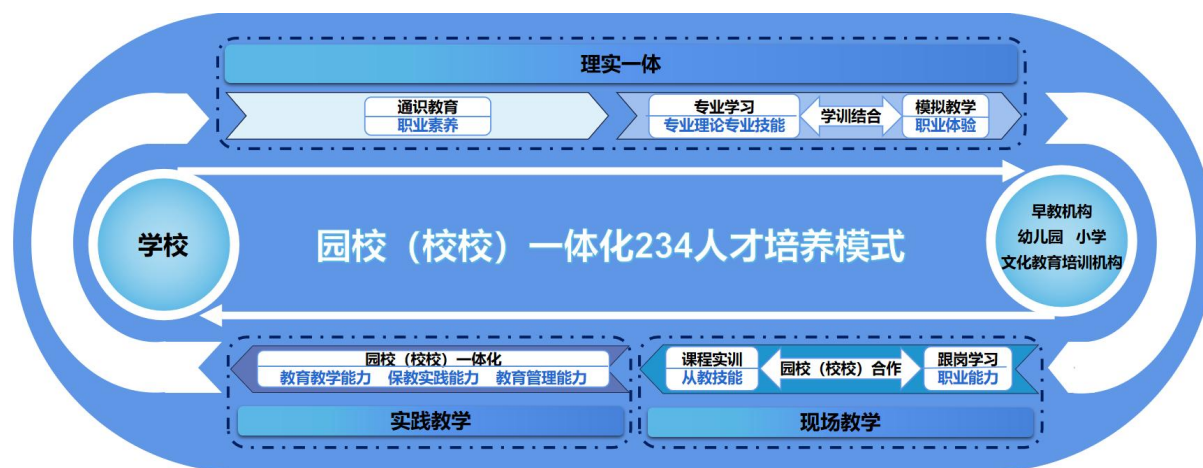 理实一体
通识教育
职业素养
专业学习
专业理论专业技能
学训结合
模拟教学
职业体验
学校
园校（校校）一体化234人才培养模式
早教机构
幼儿园 小学
文化教育培训机构
园校（校校）一体化
教育教学能力 保教实践能力 教育管理能力
实践教学
课程实训
从教技能
园校（校校）合作
跟岗学习
职业能力
现场教学